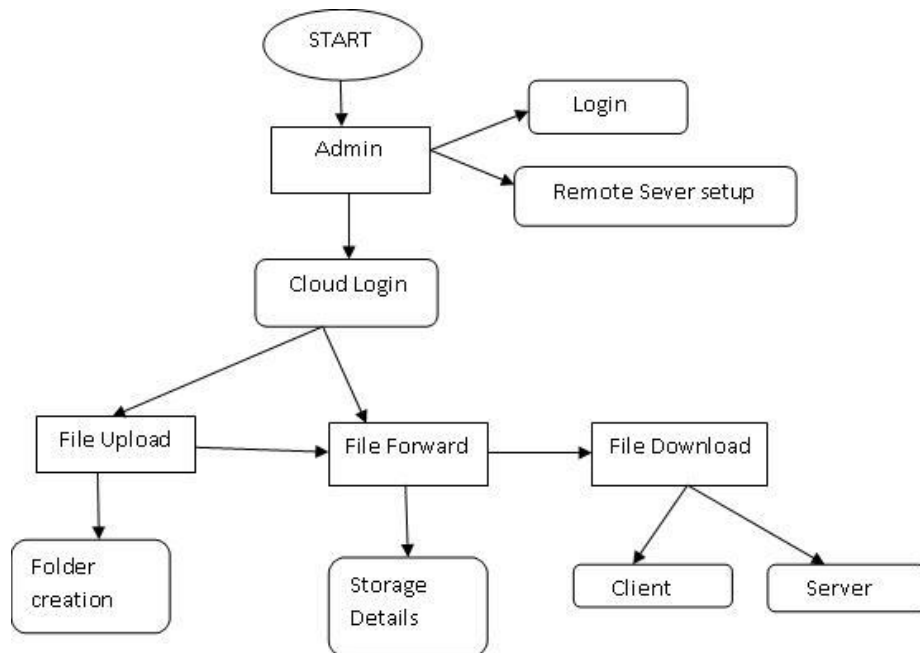 START
Login
Admin
Remote Sever setup
Cloud Login
File Upload
File Forward
File Download
Folder
creation
Storage
Details
Client
Server